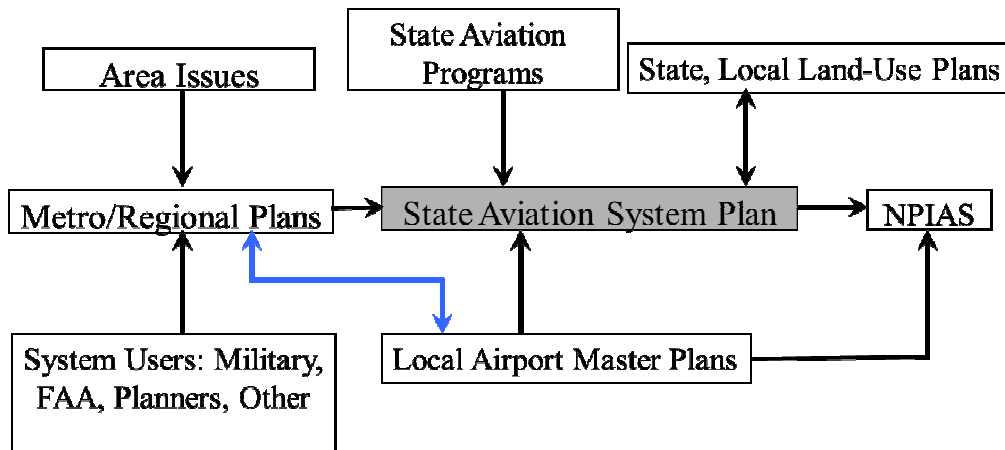 State Aviation
Programs
Area Issues
State, Local Land-Use Plans
Metro/Regional Plans
State Aviation System Plan
NPIAS
System Users: Military,
FAA, Planners, Other
Local Airport Master Plans